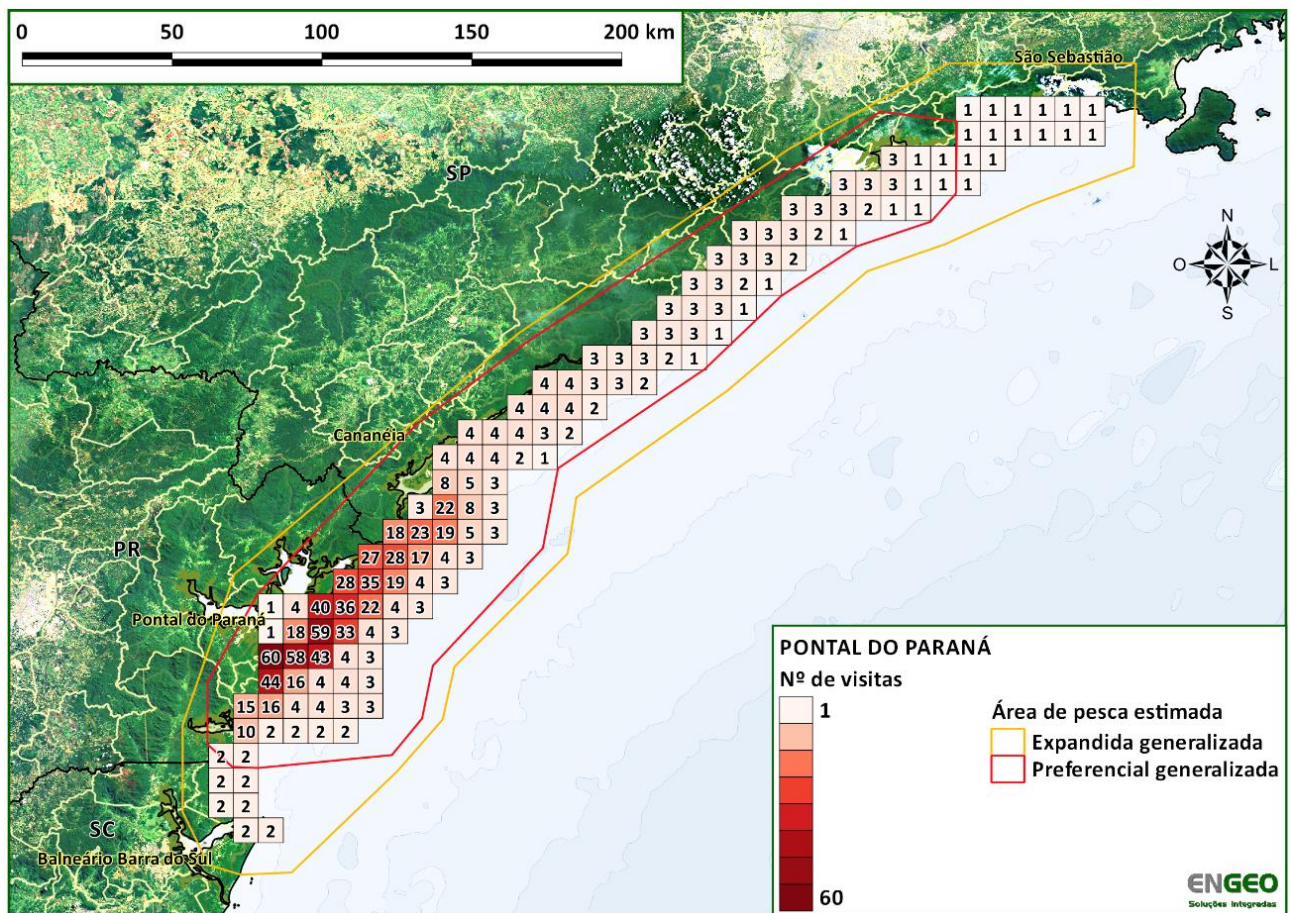 0 50 100 150 200 km
São Sebastião
1 1 1 1 1 1
1 1 1 1 1 1
3 1 1 1 1
SP
3 3 3 1 1 1
3 3 3 2 1 1
N
3 3 3 2 1
3 3 3 2
O L
3 3 2 1
S
3 3 3 1
3 3 3 1
3 3 3 2 1
4 4 3 3 2
4 4 4 2
Cananéia
4 4 4 3 2
4 4 4 2 1
8 5 3
3 22 8 3
18 23 19 5 3
PR
27 28 17 4 3
28 35 19 4 3
1 4 40 36 22 4 3
Pontal do Paraná
1 18 59 33 4 3
60 58 43 4 3
44 16 4 4 3
15 16 4 4 3 3
10 2 2 2 2
2 2
2 2
2 2
SC
2 2
Balneário Barra do Sul
PONTAL DO PARANÁ
Nº de visitas
1
60
Área de pesca estimada
Expandida generalizada
Preferencial generalizada
ENGEO
Soluções Integradas